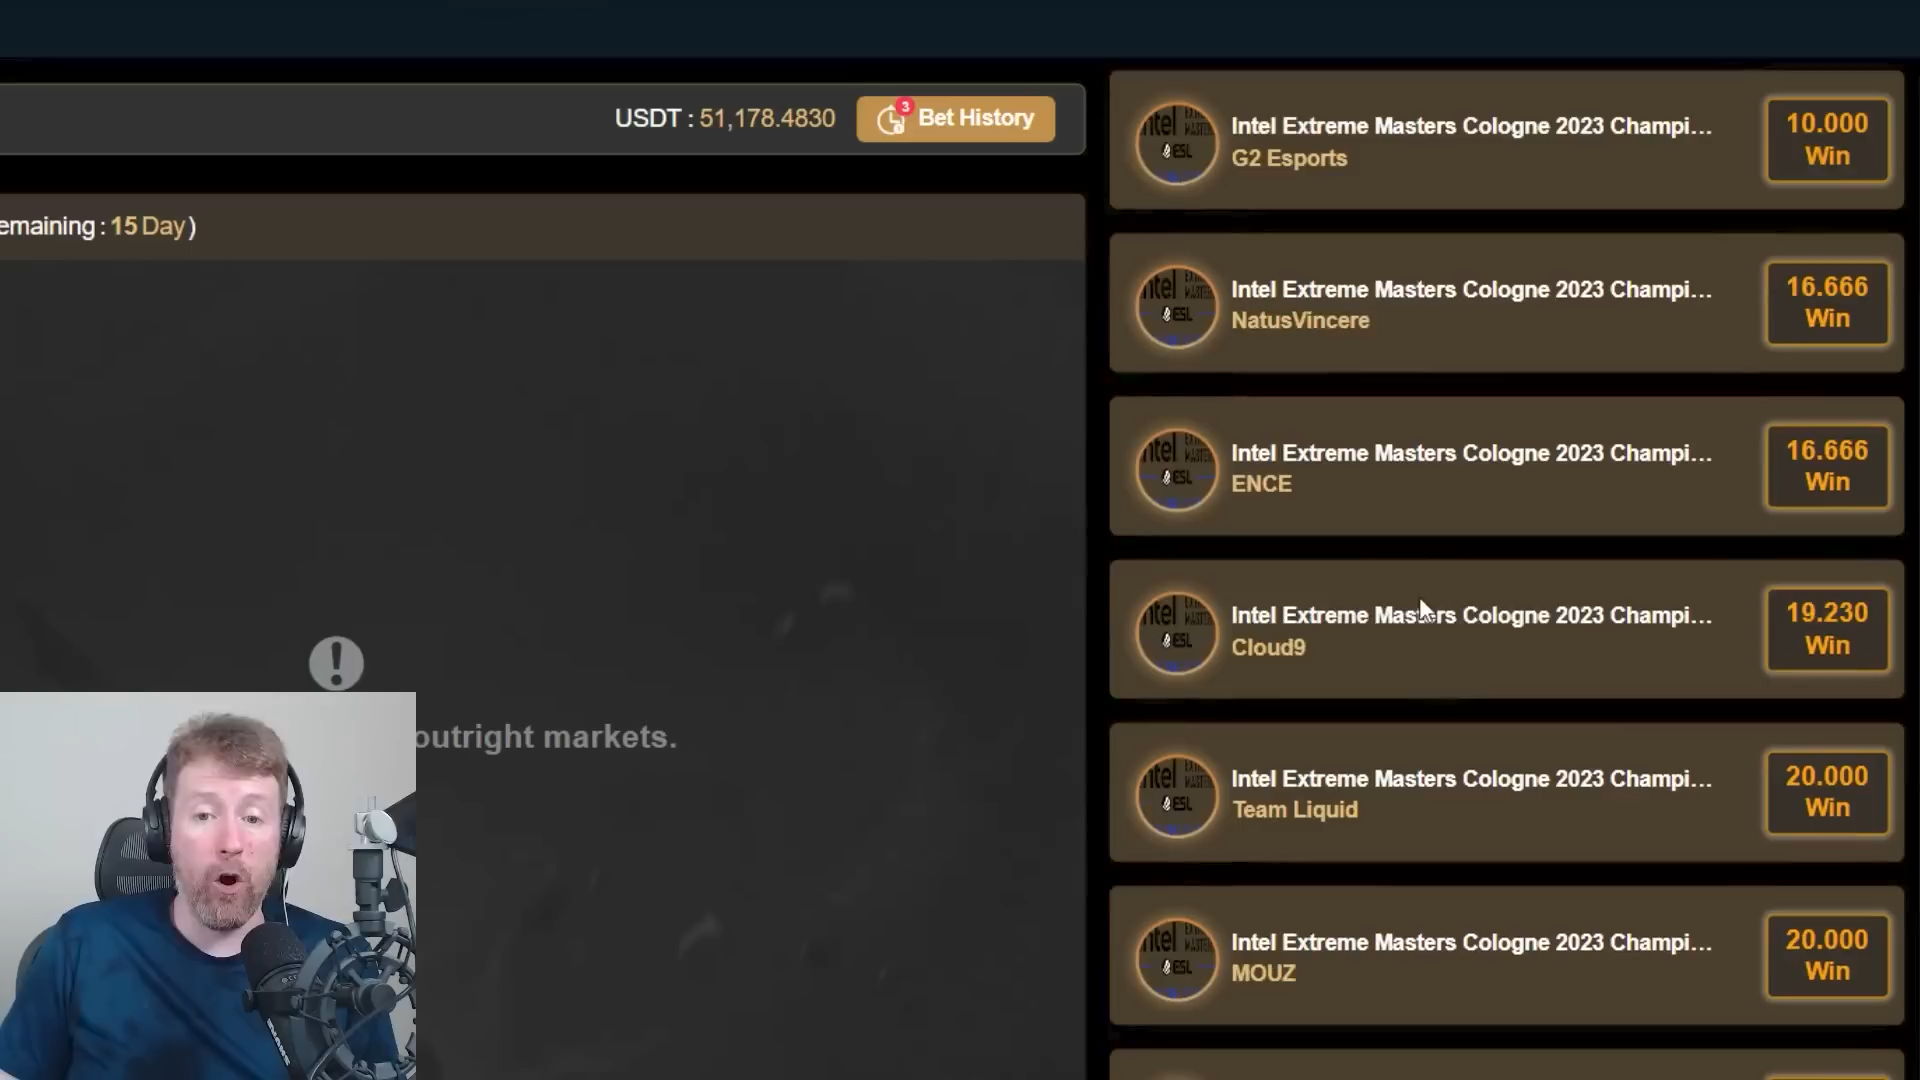 USDT : 51,178.4830
3
Bet History
emaining : 15 Day )
outright markets.
Intel Extreme Masters Cologne 2023 Champi...
G2 Esports
10.000
Win
Intel Extreme Masters Cologne 2023 Champi...
NatusVincere
16.666
Win
Intel Extreme Masters Cologne 2023 Champi...
ENCE
16.666
Win
Intel Extreme Masters Cologne 2023 Champi...
Cloud9
19.230
Win
Intel Extreme Masters Cologne 2023 Champi...
Team Liquid
20.000
Win
Intel Extreme Masters Cologne 2023 Champi...
MOUZ
20.000
Win